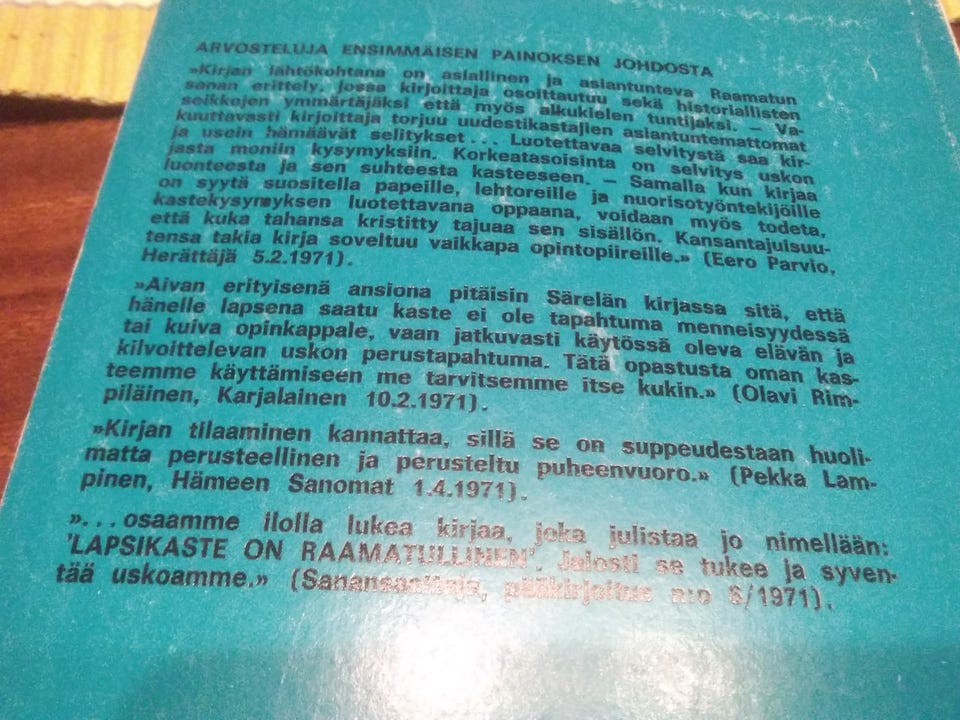 ARVOSTELUJA ENSIMMÄISEN PAINOKSEN JOHDOSTA
»Kirjan lähtökohtana on asiallinen ja asiantunteva Raamatun
sanan erittely, jossa kirjoittaja osoittautuu sekä historiallisten
seikkojen ymmärtäjäksi että myös alkukielen tuntijaksi. — Va-
kuuttavasti kirjoittaja torjuu uudestikastajien asiantuntemattomat
ja usein hämäävät selitykset... Luotettavaa selvitystä saa kir-
jasta moniin kysymyksiin. Korkeatasoisinta on selvitys uskon
luonteesta ja sen suhteesta kasteeseen. — Samalla kun kirjaa
on syytä suositella papeille, lehtoreille ja nuorisotyöntekijöille
kastekysymyksen luotettavana oppaana, voidaan myös todeta,
että kuka tahansa kristitty tajuaa sen sisällön. Kansantajuisuu-
tensa takia kirja soveltuu vaikkapa opintopiireille.» (Eero Parvio,
Herättäjä 5.2.1971).
»Aivan erityisenä ansiona pitäisin Särelän kirjassa sitä, että
hänelle lapsena saatu kaste ei ole tapahtuma menneisyydessä
tai kuiva opinkappale, vaan jatkuvasti käytössä oleva elävän ja
kilvoittelevan uskon perustapahtuma. Tätä opastusta oman kas-
teemme käyttämiseen me tarvitsemme itse kukin.» (Olavi Rim-
piläinen, Karjalainen 10.2.1971).
»Kirjan tilaaminen kannattaa, sillä se on suppeudestaan huoli-
matta perusteellinen ja perusteltu puheenvuoro.» (Pekka Lam-
pinen, Hämeen Sanomat 1.4.1971).
»... osaamme ilolla lukea kirjaa, joka julistaa jo nimellään:
'LAPSIKASTE ON RAAMATULLINEN'. Jalosti se tukee ja syven-
tää uskoamme.» (Sanansaattaja, pääkirjoitus n:o 6/1971).